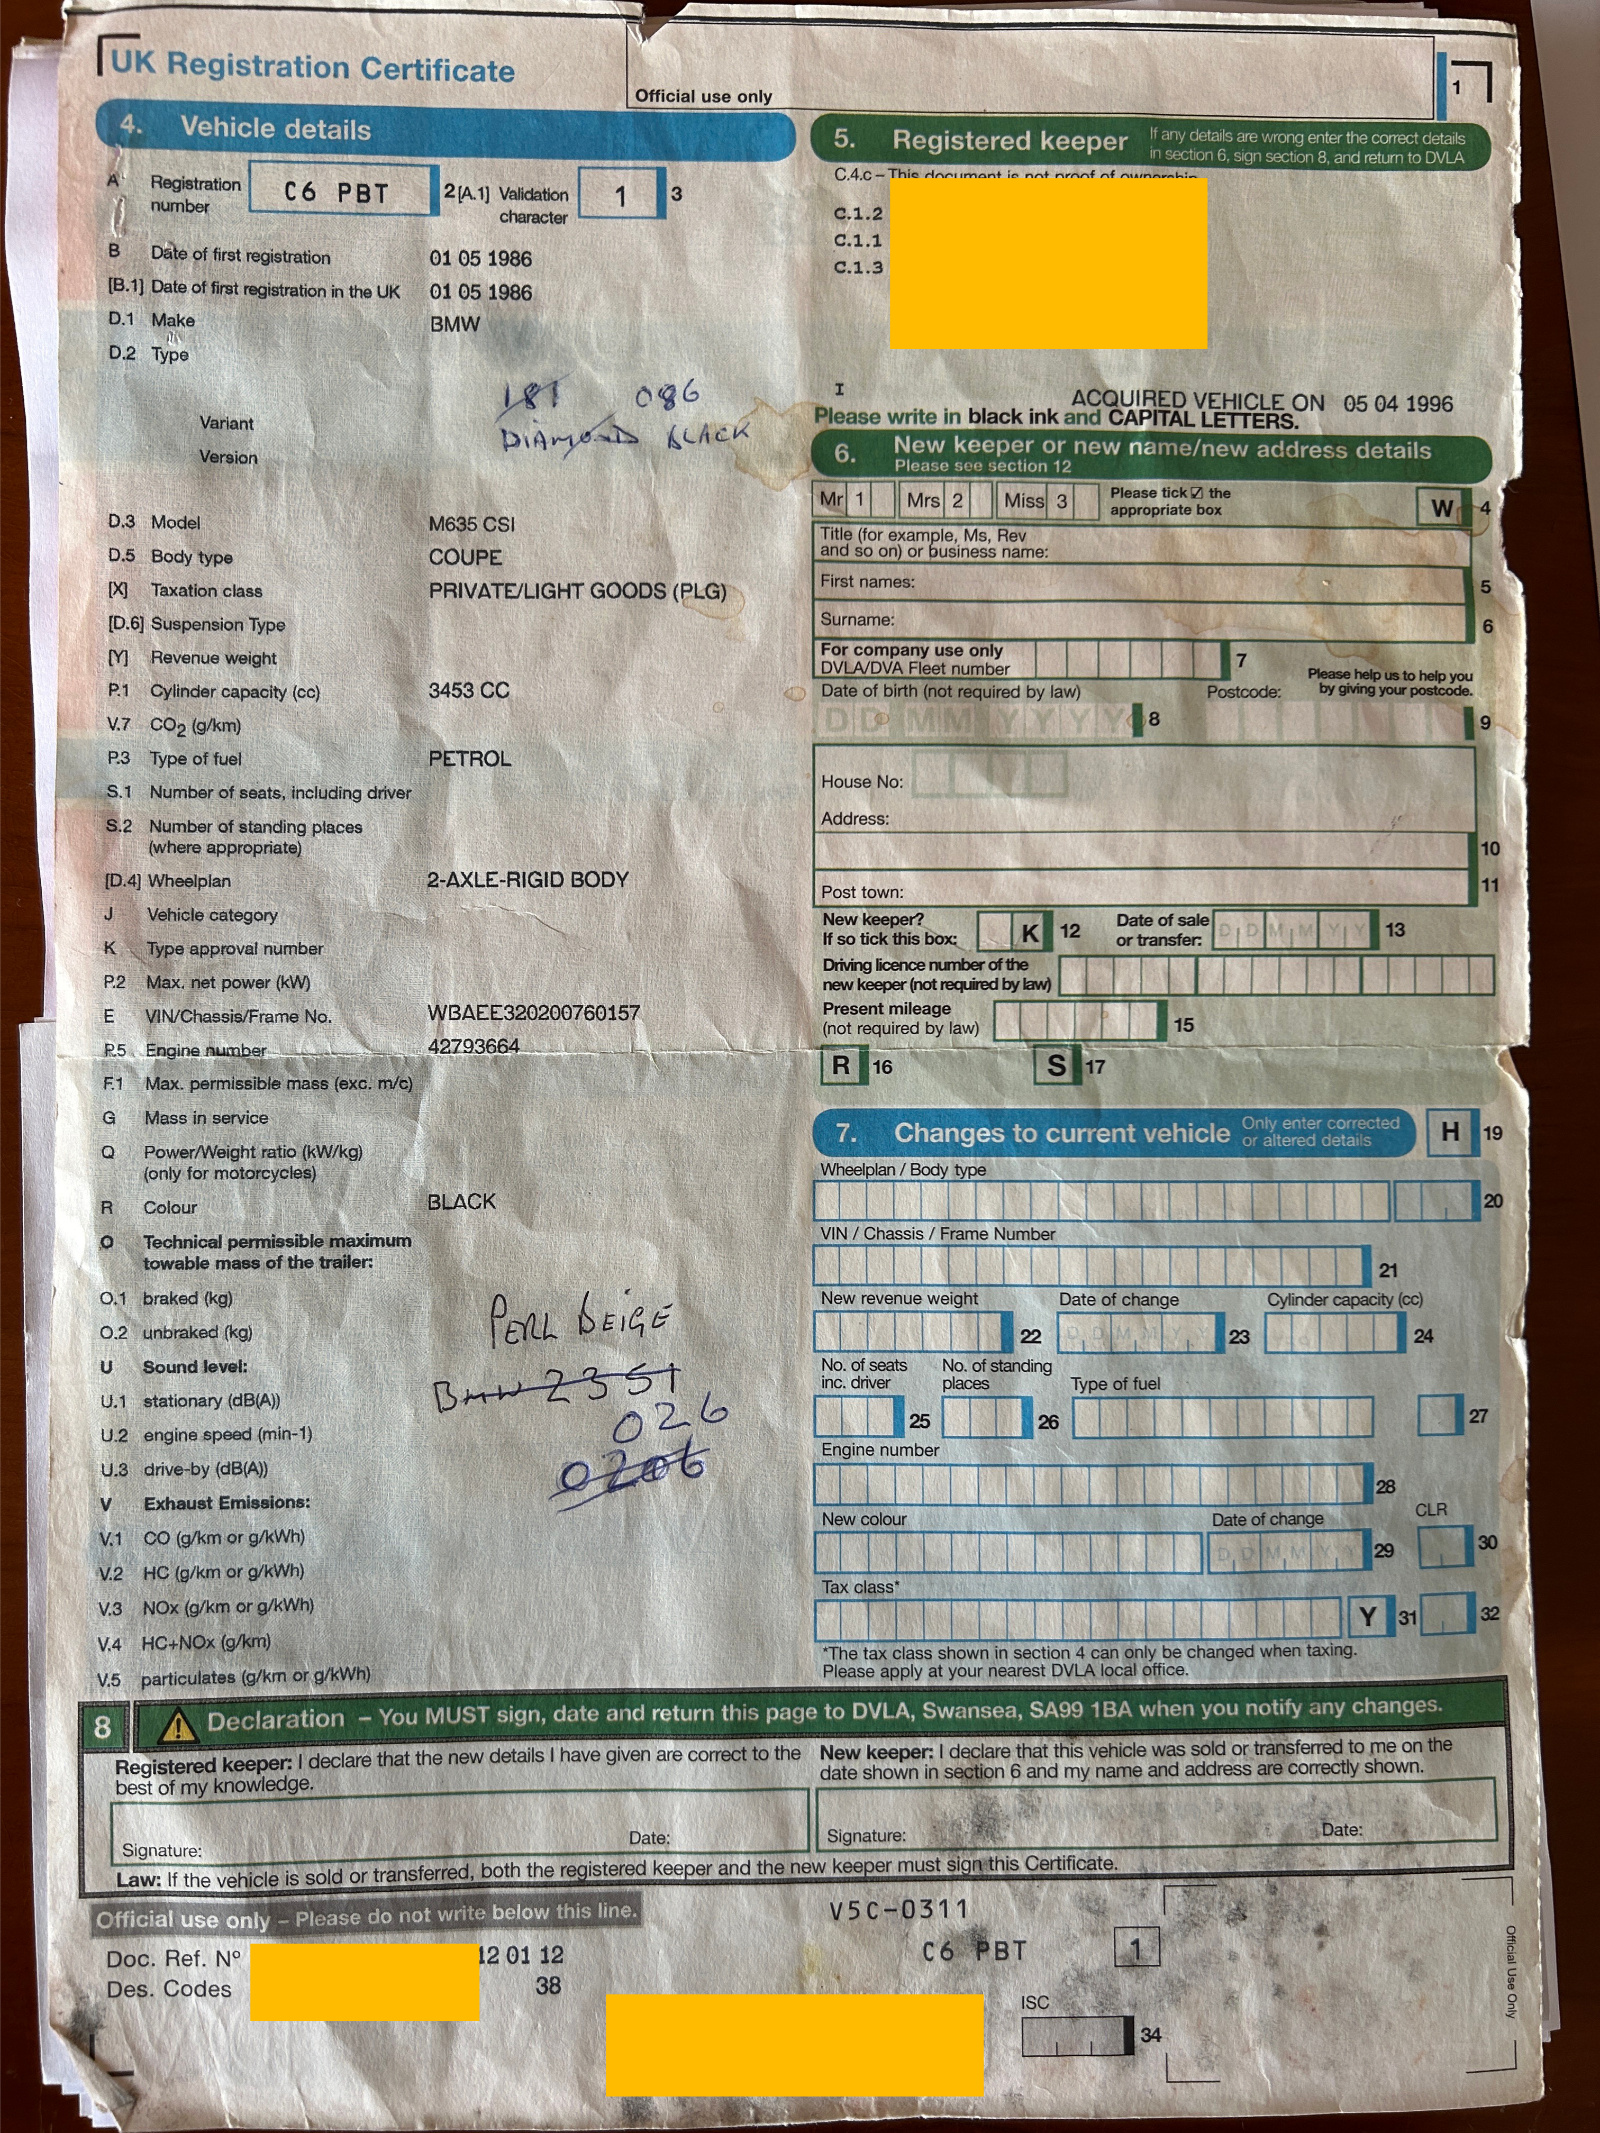 UK Registration Certificate
Official use only
1
4. Vehicle details
A Registration number C6 PBT 2 [A.1] Validation character 1 3
B Date of first registration 01 05 1986
[B.1] Date of first registration in the UK 01 05 1986
D.1 Make BMW
D.2 Type
181 086
Variant DIAMOND BLACK
Version
D.3 Model M635 CSI
D.5 Body type COUPE
[X] Taxation class PRIVATE/LIGHT GOODS (PLG)
[D.6] Suspension Type
[Y] Revenue weight
P.1 Cylinder capacity (cc) 3453 CC
V.7 CO2 (g/km)
P.3 Type of fuel PETROL
S.1 Number of seats, including driver
S.2 Number of standing places
(where appropriate)
[D.4] Wheelplan 2-AXLE-RIGID BODY
J Vehicle category
K Type approval number
P.2 Max. net power (kW)
E VIN/Chassis/Frame No. WBAEE320200760157
P.5 Engine number 42793664
F.1 Max. permissible mass (exc. m/c)
G Mass in service
Q Power/Weight ratio (kW/kg)
(only for motorcycles)
R Colour BLACK
O Technical permissible maximum
towable mass of the trailer:
O.1 braked (kg)
PERL BEIGE
O.2 unbraked (kg)
U Sound level:
U.1 stationary (dB(A)) BMW 2351
026
U.2 engine speed (min-1)
U.3 drive-by (dB(A)) 0206
V Exhaust Emissions:
V.1 CO (g/km or g/kWh)
V.2 HC (g/km or g/kWh)
V.3 NOx (g/km or g/kWh)
V.4 HC+NOx (g/km)
V.5 particulates (g/km or g/kWh)
5. Registered keeper If any details are wrong enter the correct details
in section 6, sign section 8, and return to DVLA
C.4.c – This document is not proof of ownership
C.1.2
C.1.1
C.1.3
I ACQUIRED VEHICLE ON 05 04 1996
Please write in black ink and CAPITAL LETTERS.
6. New keeper or new name/new address details
Please see section 12
Mr 1 Mrs 2 Miss 3 Please tick ☑ the
appropriate box W 4
Title (for example, Ms, Rev
and so on) or business name:
First names: 5
Surname: 6
For company use only
DVLA/DVA Fleet number 7
Please help us to help you
by giving your postcode.
Date of birth (not required by law) Postcode:
D D M M Y Y Y Y 8 9
House No:
Address:
10
Post town: 11
New keeper?
If so tick this box: K 12 Date of sale
or transfer: D D M M Y Y 13
Driving licence number of the
new keeper (not required by law)
Present mileage
(not required by law) 15
R 16 S 17
7. Changes to current vehicle Only enter corrected
or altered details H 19
Wheelplan / Body type
20
VIN / Chassis / Frame Number
21
New revenue weight Date of change Cylinder capacity (cc)
22 D D M M Y Y 23 24
No. of seats
inc. driver No. of standing
places Type of fuel
25 26 27
Engine number
28
New colour Date of change CLR
D D M M Y Y 29 30
Tax class*
Y 31 32
*The tax class shown in section 4 can only be changed when taxing.
Please apply at your nearest DVLA local office.
8 Declaration – You MUST sign, date and return this page to DVLA, Swansea, SA99 1BA when you notify any changes.
Registered keeper: I declare that the new details I have given are correct to the
best of my knowledge.
Signature: Date:
New keeper: I declare that this vehicle was sold or transferred to me on the
date shown in section 6 and my name and address are correctly shown.
Signature: Date:
Law: If the vehicle is sold or transferred, both the registered keeper and the new keeper must sign this Certificate.
Official use only – Please do not write below this line.
V5C-0311
Doc. Ref. Nº 12 01 12
C6 PBT 1
Des. Codes 38
ISC
34
Official Use Only